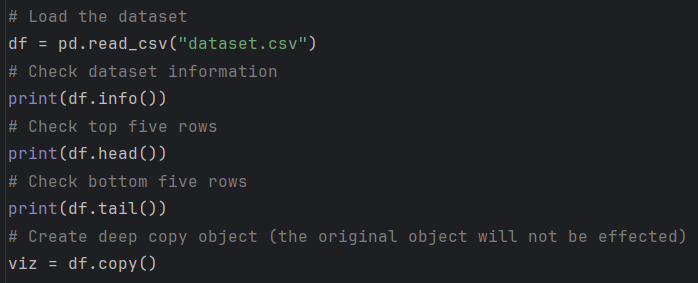 # Load the dataset
df = pd.read_csv("dataset.csv")
# Check dataset information
print(df.info())
# Check top five rows
print(df.head())
# Check bottom five rows
print(df.tail())
# Create deep copy object (the original object will not be effected)
viz = df.copy()